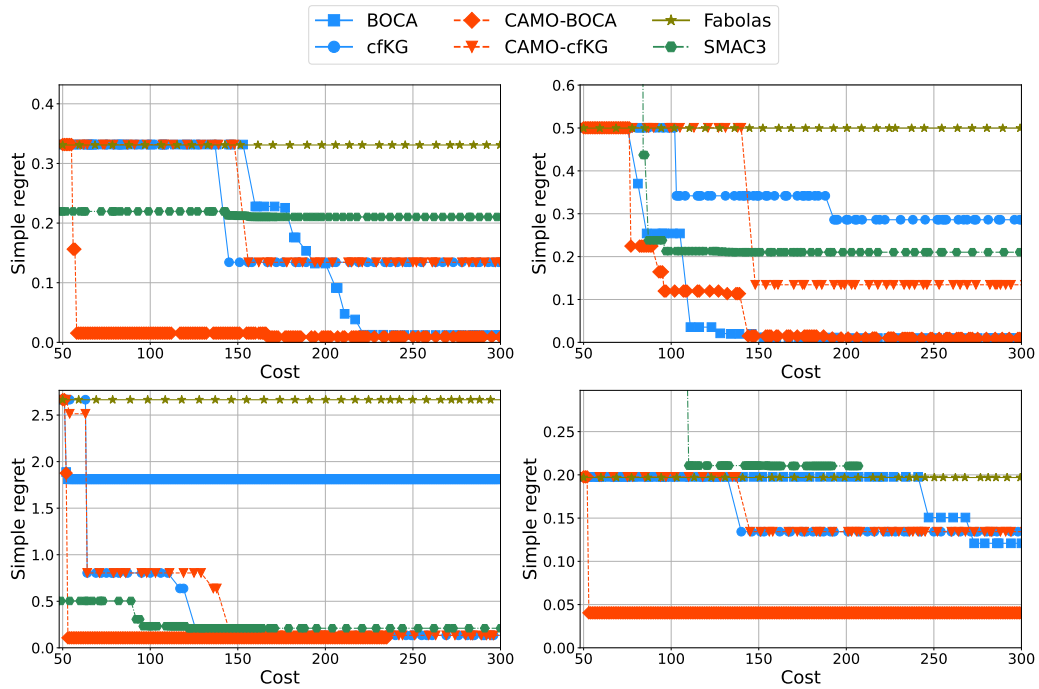 BOCA CAMO-BOCA Fabolas
cfKG CAMO-cfKG SMAC3
Simple regret
0.4
0.3
0.2
0.1
0.0
50 100 150 200 250 300
Cost
Simple regret
0.6
0.5
0.4
0.3
0.2
0.1
0.0
50 100 150 200 250 300
Cost
Simple regret
2.5
2.0
1.5
1.0
0.5
0.0
50 100 150 200 250 300
Cost
Simple regret
0.25
0.20
0.15
0.10
0.05
0.00
50 100 150 200 250 300
Cost